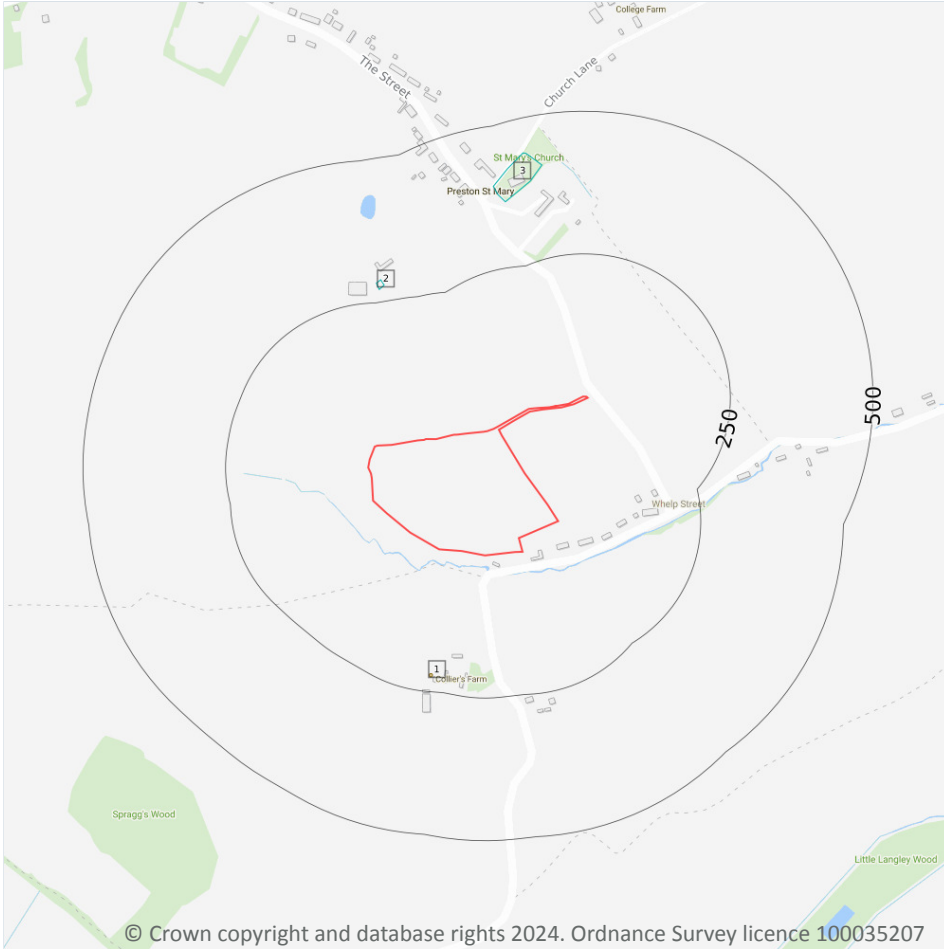 College Farm
The Street
Church Lane
St Mary's Church
3
Preston St Mary
2
500
250
Whelp Street
1
Collier's Farm
Spragg's Wood
Little Langley Wood
© Crown copyright and database rights 2024. Ordnance Survey licence 100035207